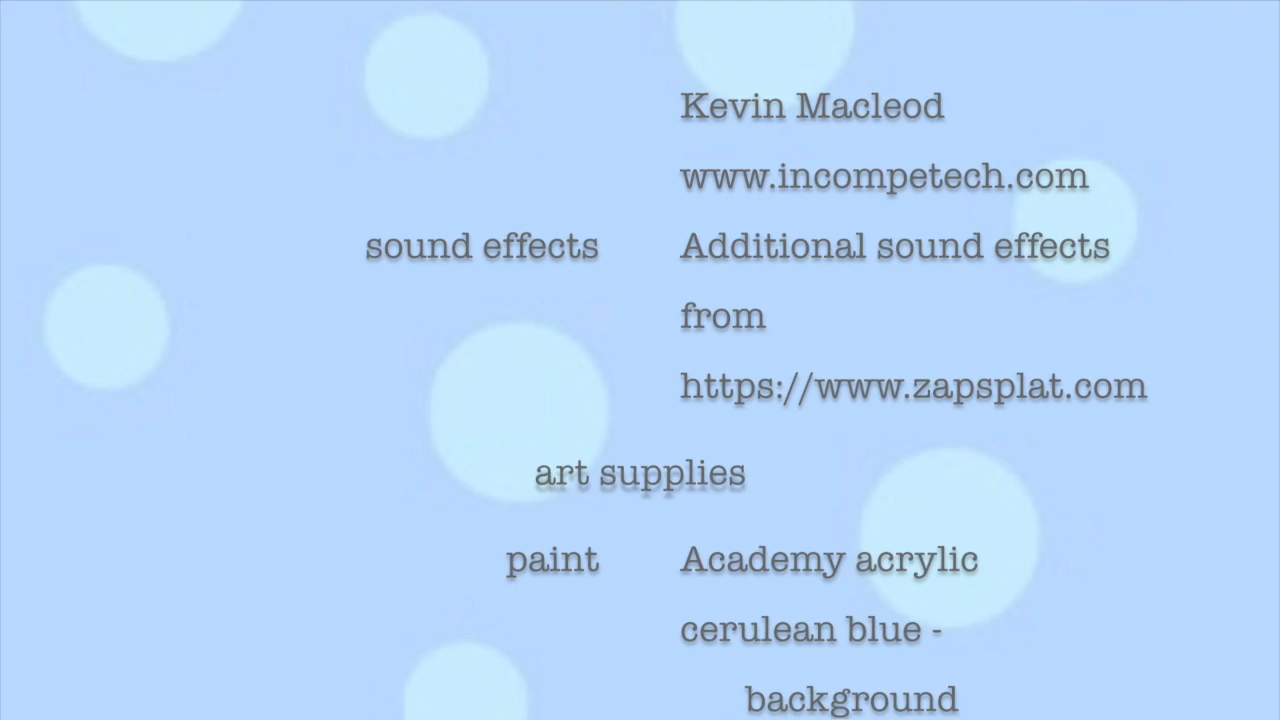 Kevin Macleod
www.incompetech.com
sound effects Additional sound effects
from
https://www.zapsplat.com
art supplies
paint Academy acrylic
cerulean blue -
background